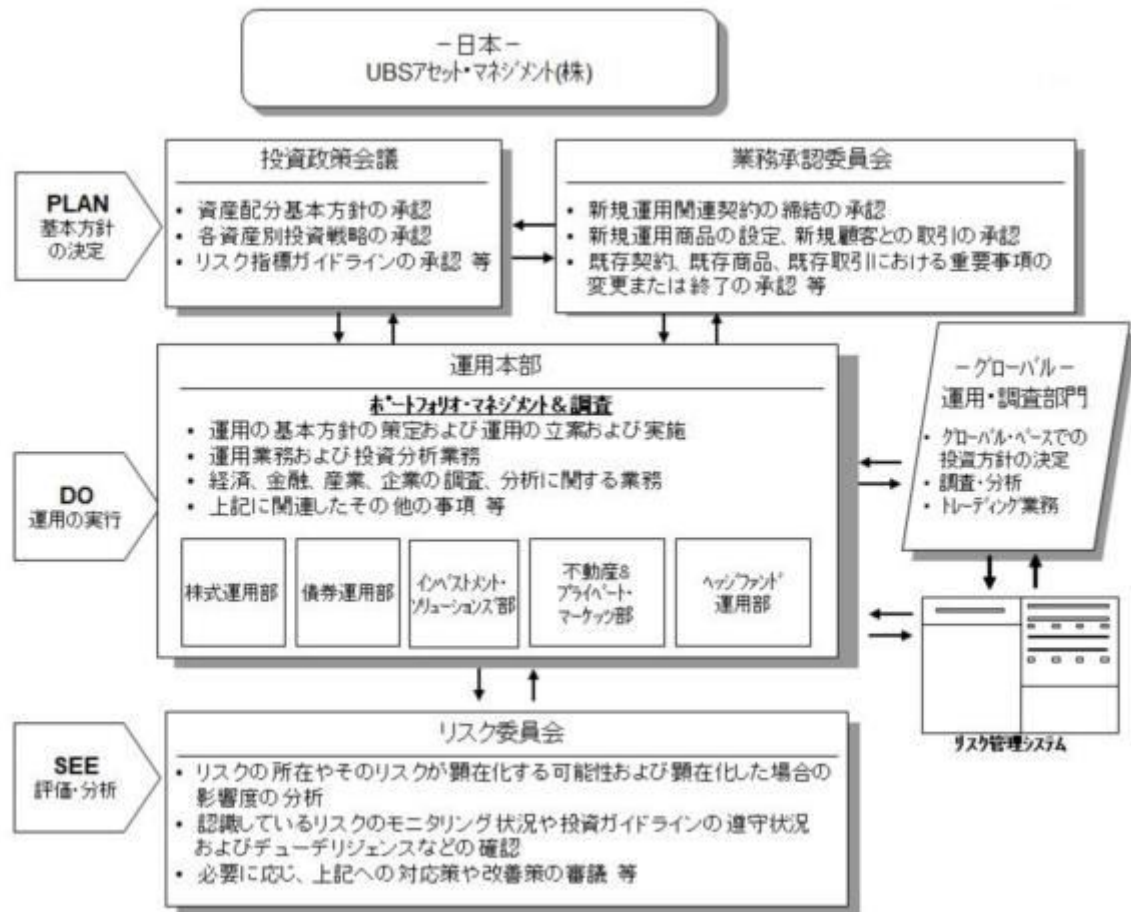 －日本－
UBSアセット・マネジメント(株)
PLAN
基本方針
の決定
投資政策会議
• 資産配分基本方針の承認
• 各資産別投資戦略の承認
• リスク指標ガイドラインの承認 等
業務承認委員会
• 新規運用関連契約の締結の承認
• 新規運用商品の設定、新規顧客との取引の承認
• 既存契約、既存商品、既存取引における重要事項の
変更または終了の承認 等
DO
運用の実行
運用本部
ポートフォリオ・マネジメント＆調査
• 運用の基本方針の策定および運用の立案および実施
• 運用業務および投資分析業務
• 経済、金融、産業、企業の調査、分析に関する業務
• 上記に関連したその他の事項 等
株式運用部
債券運用部
インベストメント・
ソリューションズ部
不動産&
プライベート・
マーケッツ部
ヘッジファンド
運用部
－グローバル－
運用・調査部門
• グローバル・ベースでの
投資方針の決定
• 調査・分析
• トレーディング業務
リスク管理システム
SEE
評価・分析
リスク委員会
• リスクの所在やそのリスクが顕在化する可能性および顕在化した場合の
影響度の分析
• 認識しているリスクのモニタリング状況や投資ガイドラインの遵守状況
およびデューデリジェンスなどの確認
• 必要に応じ、上記への対応策や改善策の審議 等